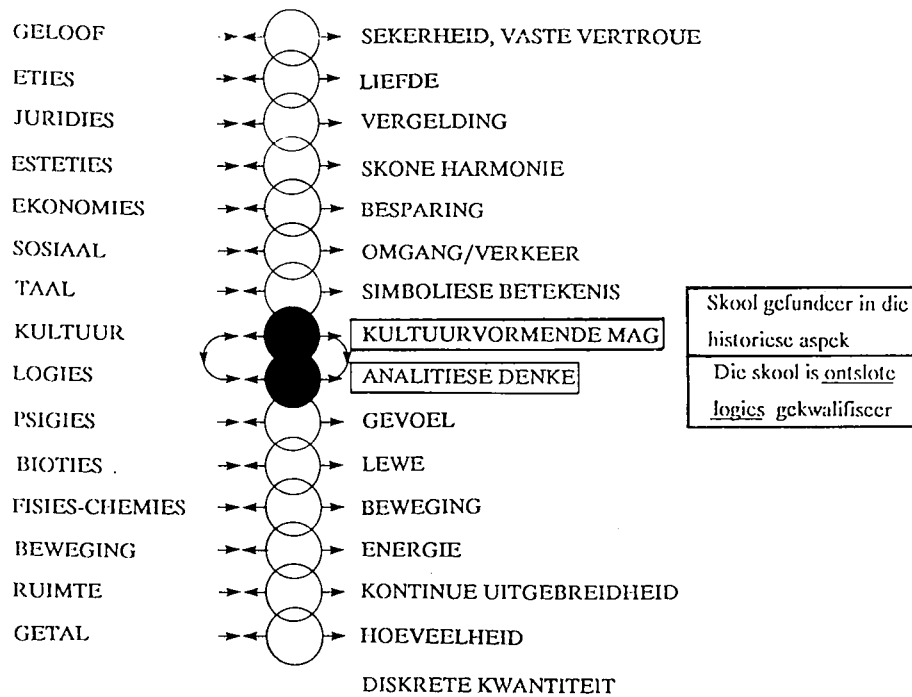 GELOOF SEKERHEID, VASTE VERTROUE
ETIES LIEFDE
JURIDIES VERGELDING
ESTETIES SKONE HARMONIE
EKONOMIES BESPARING
SOSIAAL OMGANG/VERKEER
TAAL SIMBOLIESE BETEKENIS
KULTUUR KULTUURVORMENDE MAG
LOGIES ANALITIESE DENKE
PSIGIES GEVOEL
BIOTIES . LEWE
FISIES-CHEMIES BEWEGING
BEWEGING ENERGIE
RUIMTE KONTINUE UITGEBREIDHEID
GETAL HOEVEELHEID
DISKRETE KWANTITEIT
Skool gefundeer in die
historiese aspek
Die skool is ontslote
logies gekwalifiseer